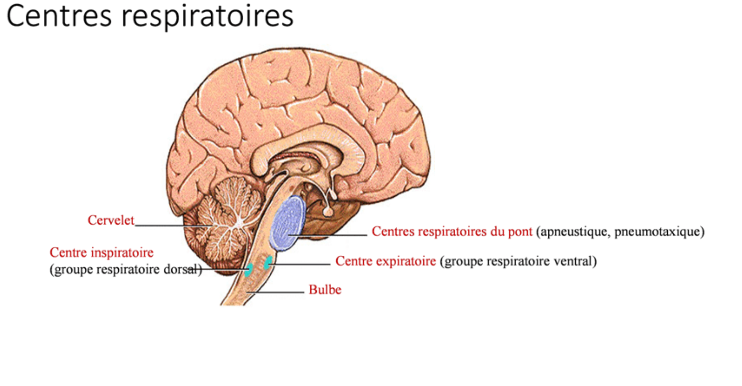 Centres respiratoires
Cervelet
Centres respiratoires du pont (apneustique, pneumotaxique)
Centre inspiratoire
(groupe respiratoire dorsal)
Centre expiratoire (groupe respiratoire ventral)
Bulbe